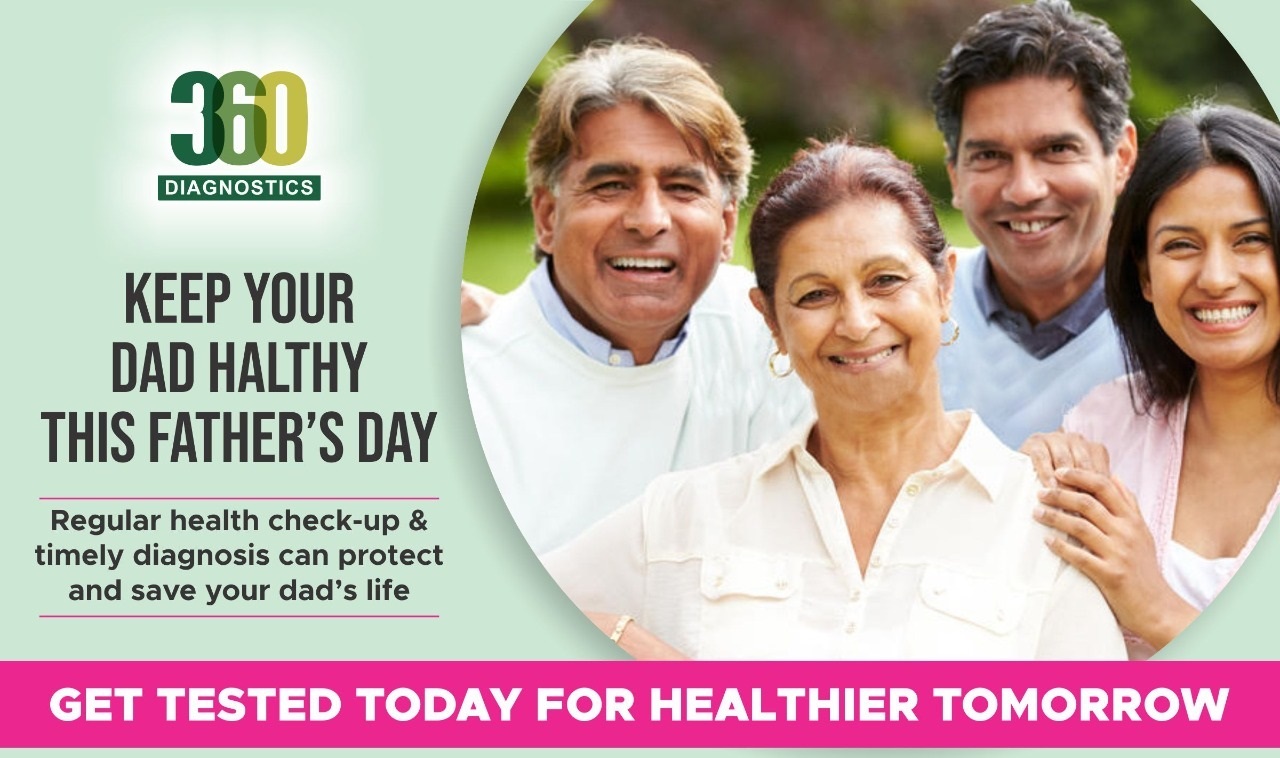 360
DIAGNOSTICS
KEEP YOUR
DAD HALTHY
THIS FATHER'S DAY
Regular health check-up &
timely diagnosis can protect
and save your dad's life
GET TESTED TODAY FOR HEALTHIER TOMORROW